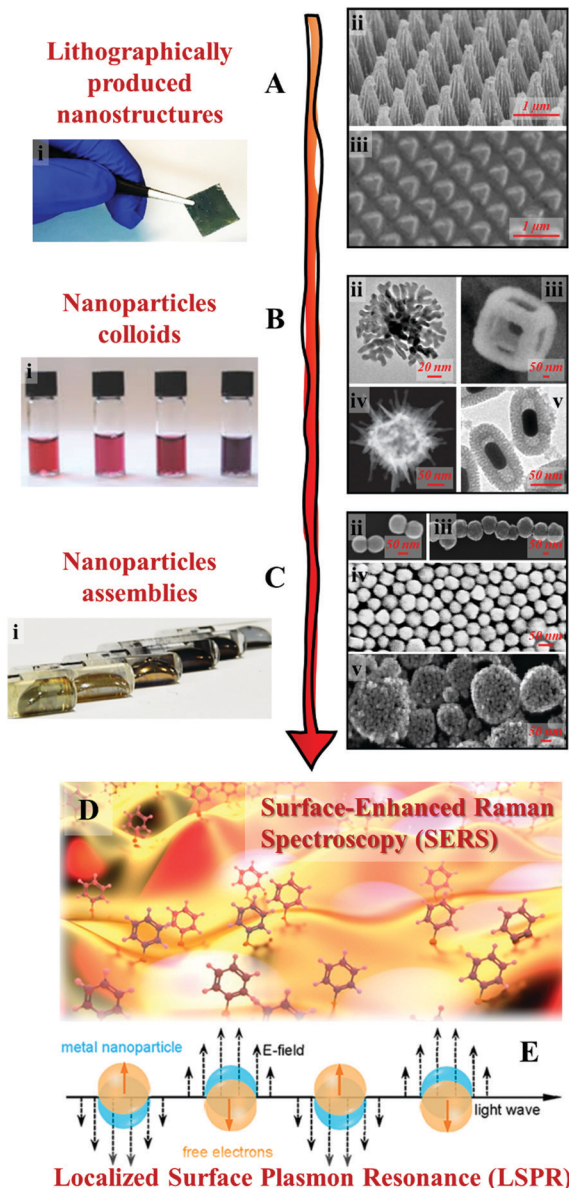 Lithographically
produced
nanostructures
A
i
ii
1 μm
iii
1 μm
Nanoparticles
colloids
B
i
ii
20 nm
iii
50 nm
iv
50 nm
v
50 nm
Nanoparticles
assemblies
C
i
ii
50 nm
iii
50 nm
iv
50 nm
v
50 nm
D
Surface-Enhanced Raman
Spectroscopy (SERS)
metal nanoparticle
E-field
E
light wave
free electrons
Localized Surface Plasmon Resonance (LSPR)